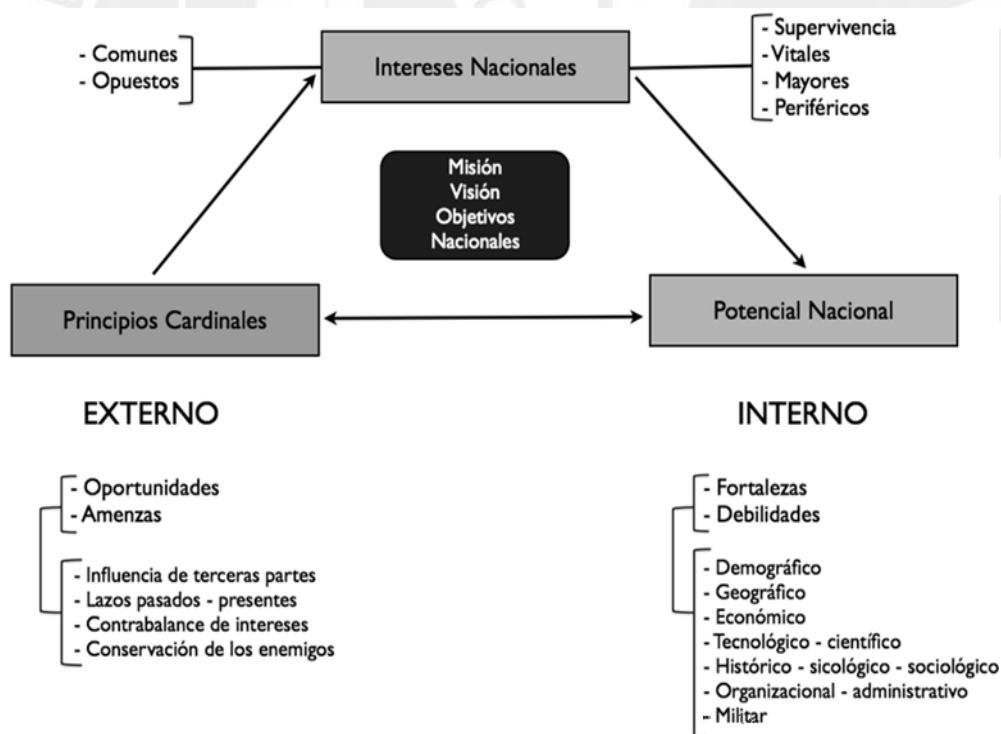 - Comunes
- Opuestos
Intereses Nacionales
- Supervivencia
- Vitales
- Mayores
- Periféricos
Misión
Visión
Objetivos
Nacionales
Principios Cardinales
Potencial Nacional
EXTERNO
INTERNO
- Oportunidades
- Amenzas
- Influencia de terceras partes
- Lazos pasados - presentes
- Contrabalance de intereses
- Conservación de los enemigos
- Fortalezas
- Debilidades
- Demográfico
- Geográfico
- Económico
- Tecnológico - científico
- Histórico - sicológico - sociológico
- Organizacional - administrativo
- Militar